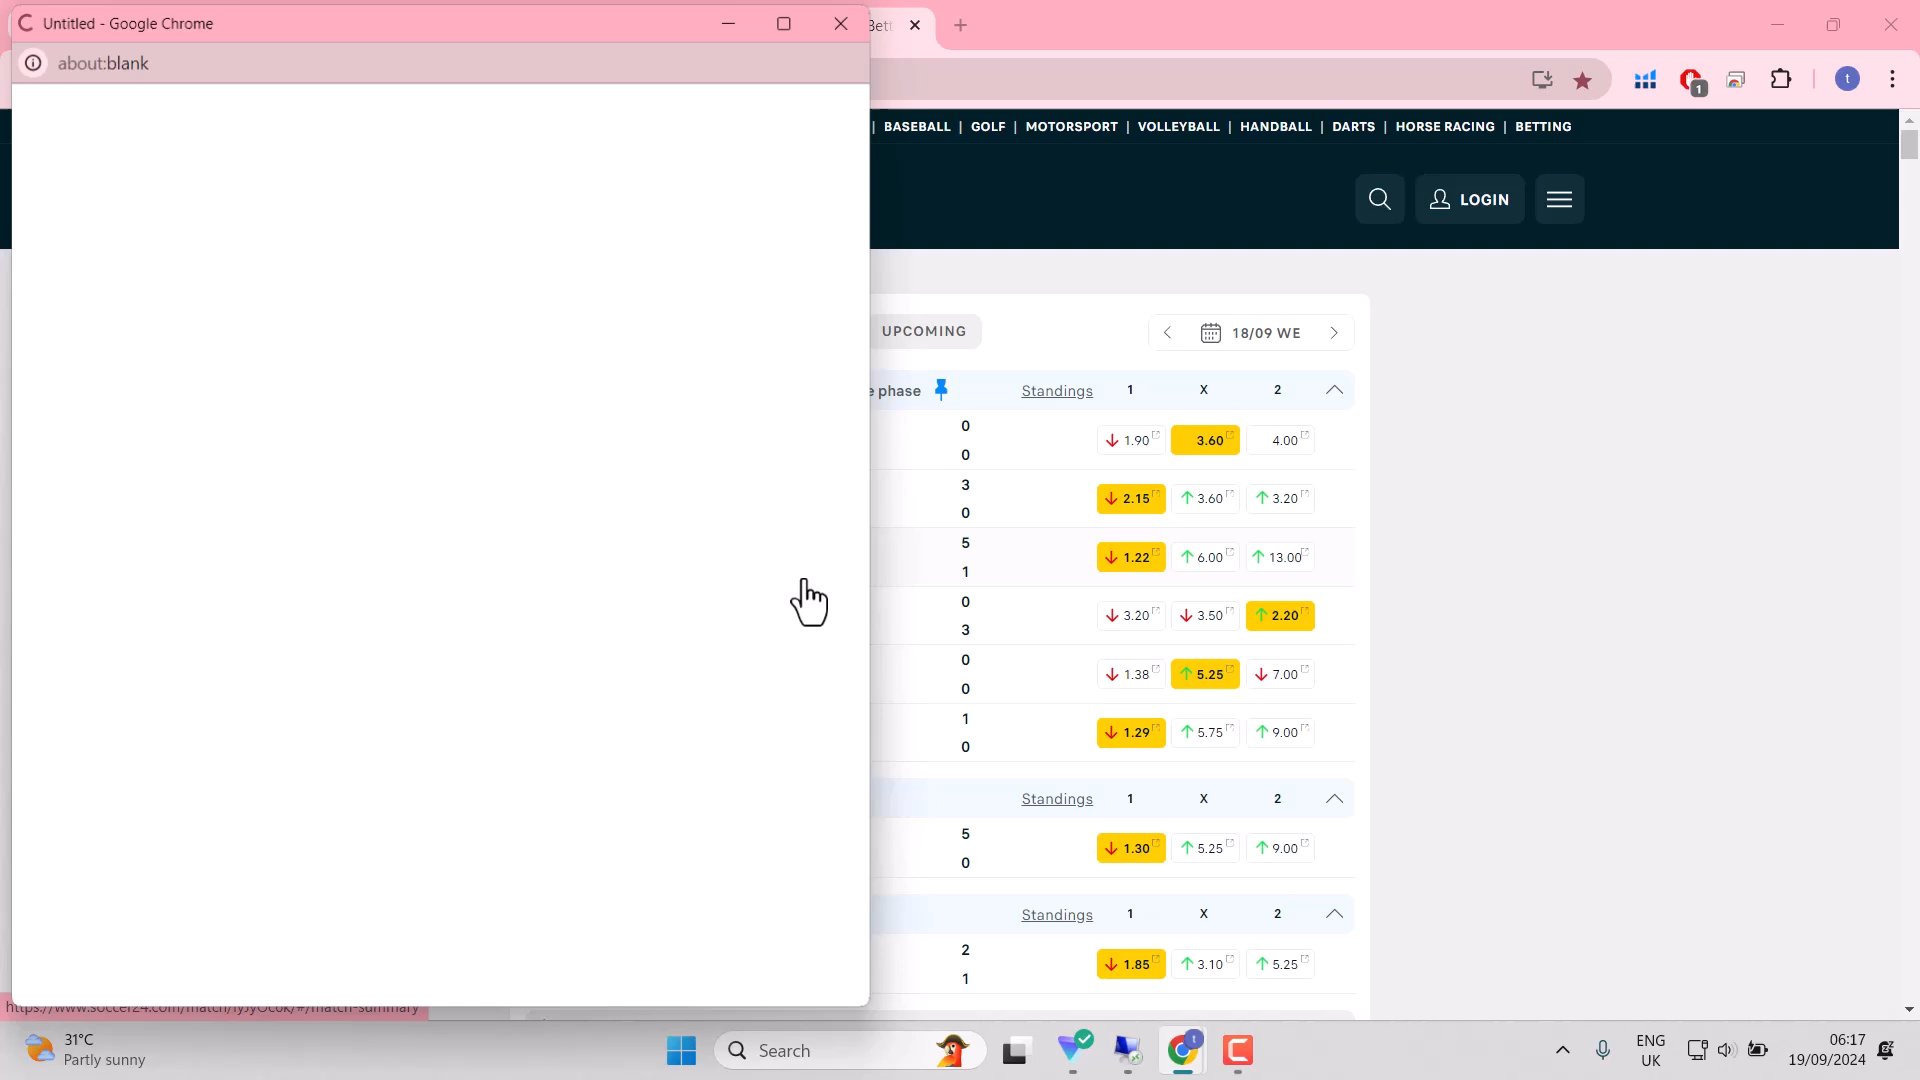 Untitled - Google Chrome
Bett
about:blank
1
t
| BASEBALL | GOLF | MOTORSPORT | VOLLEYBALL | HANDBALL | DARTS | HORSE RACING | BETTING
LOGIN
UPCOMING
18/09 WE
e phase
Standings 1 X 2
0
0
1.90 3.60 4.00
3
0
2.15 3.60 3.20
5
1
1.22 6.00 13.00
0
3
3.20 3.50 2.20
0
0
1.38 5.25 7.00
1
0
1.29 5.75 9.00
Standings 1 X 2
5
0
1.30 5.25 9.00
Standings 1 X 2
2
1
1.85 3.10 5.25
31°C
Partly sunny
Search
t
ENG
UK
06:17
19/09/2024